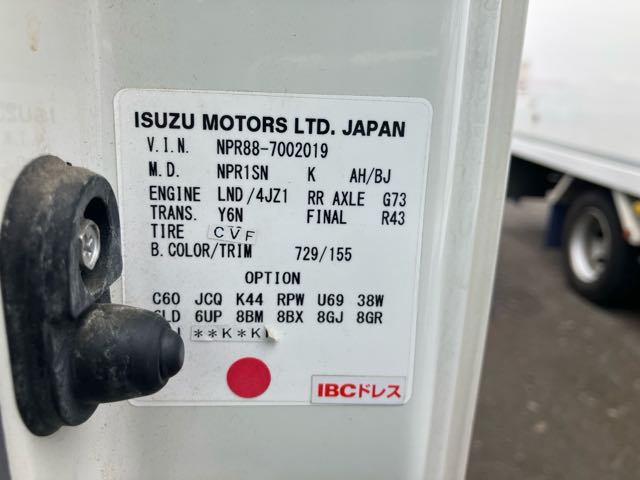 ISUZU MOTORS LTD. JAPAN
V.I.N. NPR88-7002019
M.D. NPR1SN K AH/BJ
ENGINE LND/4JZ1 RR AXLE G73
TRANS. Y6N FINAL R43
TIRE CVF
B.COLOR/TRIM 729/155
OPTION
C60 JCQ K44 RPW U69 38W
6UP 8BM 8BX 8GJ 8GR
**K*K
IBCドレス